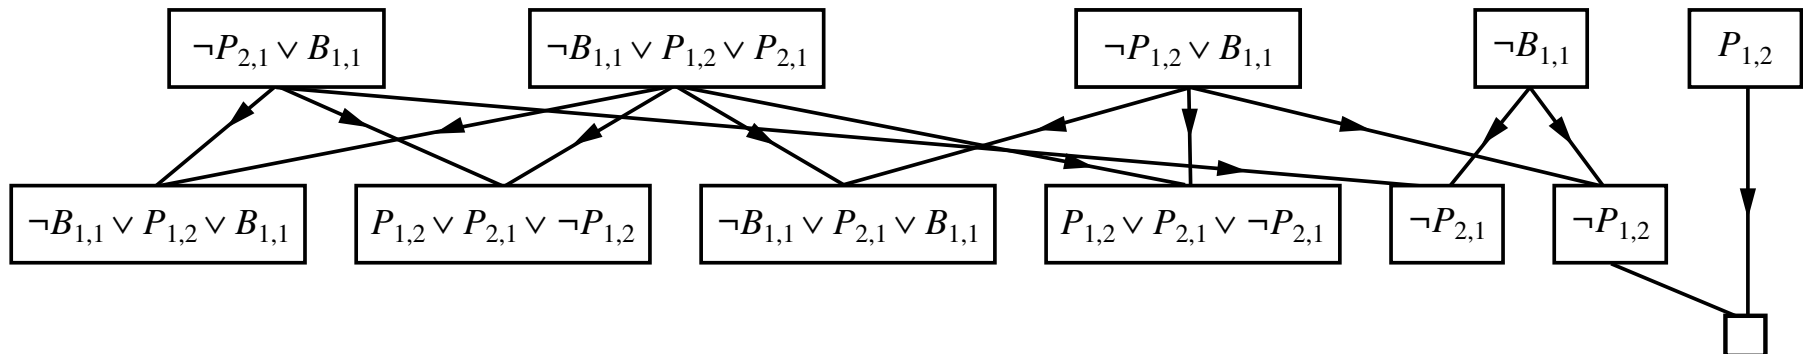 ¬P2,1 ∨ B1,1 ¬B1,1 ∨ P1,2 ∨ P2,1 ¬P1,2 ∨ B1,1 ¬B1,1 P1,2
¬B1,1 ∨ P1,2 ∨ B1,1 P1,2 ∨ P2,1 ∨ ¬P1,2 ¬B1,1 ∨ P2,1 ∨ B1,1 P1,2 ∨ P2,1 ∨ ¬P2,1 ¬P2,1 ¬P1,2